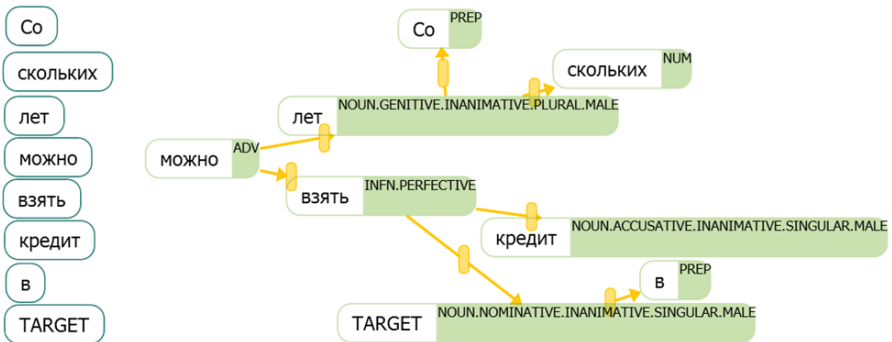 Со
скольких
лет
можно
взять
кредит
в
TARGET
Со PREP
скольких NUM
лет NOUN.GENITIVE.INANIMATIVE.PLURAL.MALE
можно ADV
взять INFN.PERFECTIVE
кредит NOUN.ACCUSATIVE.INANIMATIVE.SINGULAR.MALE
в PREP
TARGET NOUN.NOMINATIVE.INANIMATIVE.SINGULAR.MALE